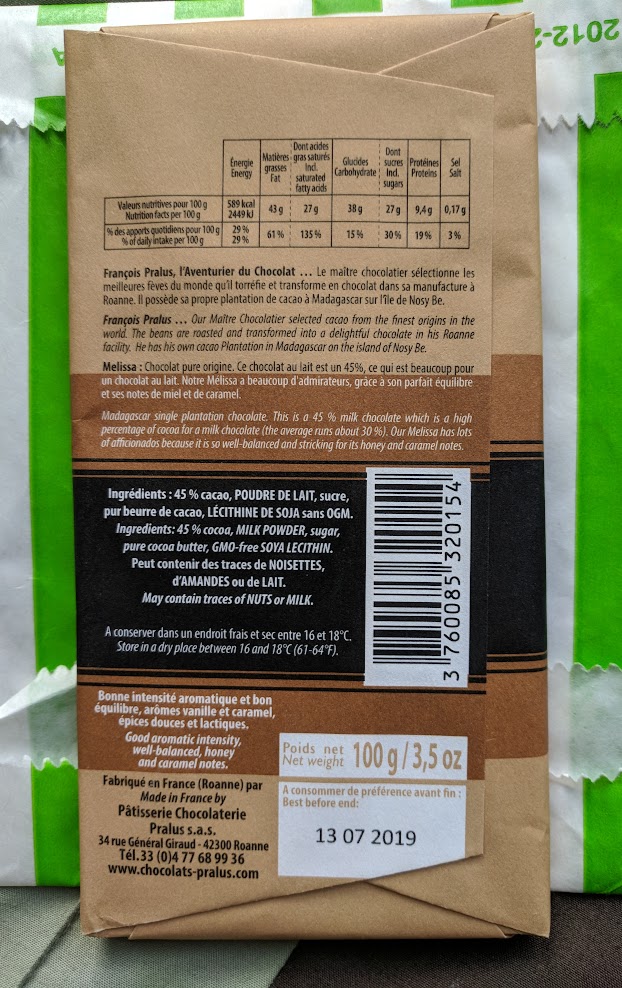 2012-2
Énergie Energy | Matières grasses Fat | Dont acides gras saturés Incl. saturated fatty acids | Glucides Carbohydrate | Dont sucres Incl. sugars | Protéines Proteins | Sel Salt
Valeurs nutritives pour 100 g Nutrition facts per 100 g | 589 kcal 2449 kJ | 43 g | 27 g | 38 g | 27 g | 9,4 g | 0,17 g
% des apports quotidiens pour 100 g % of daily intake per 100 g | 29 % 29 % | 61 % | 135 % | 15 % | 30 % | 19 % | 3 %
François Pralus, l'Aventurier du Chocolat ... Le maître chocolatier sélectionne les
meilleures fèves du monde qu'il torréfie et transforme en chocolat dans sa manufacture à
Roanne. Il possède sa propre plantation de cacao à Madagascar sur l'île de Nosy Be.
François Pralus ... Our Maître Chocolatier selected cacao from the finest origins in the
world. The beans are roasted and transformed into a delightful chocolate in his Roanne
facility. He has his own cacao Plantation in Madagascar on the island of Nosy Be.
Melissa : Chocolat pure origine. Ce chocolat au lait est un 45%, ce qui est beaucoup pour
un chocolat au lait. Notre Mélissa a beaucoup d'admirateurs, grâce à son parfait équilibre
et ses notes de miel et de caramel.
Madagascar single plantation chocolate. This is a 45 % milk chocolate which is a high
percentage of cocoa for a milk chocolate (the average runs about 30 %). Our Melissa has lots
of afficionados because it is so well-balanced and stricking for its honey and caramel notes.
Ingrédients : 45 % cacao, POUDRE DE LAIT, sucre,
pur beurre de cacao, LÉCITHINE DE SOJA sans OGM.
Ingredients: 45 % cocoa, MILK POWDER, sugar,
pure cocoa butter, GMO-free SOYA LECITHIN.
Peut contenir des traces de NOISETTES,
d'AMANDES ou de LAIT.
May contain traces of NUTS or MILK.
A conserver dans un endroit frais et sec entre 16 et 18°C.
Store in a dry place between 16 and 18°C (61-64°F).
3 760085 320154
Bonne intensité aromatique et bon
équilibre, arômes vanille et caramel,
épices douces et lactiques.
Good aromatic intensity,
well-balanced, honey
and caramel notes.
Poids net
Net weight 100 g / 3,5 oz
Fabriqué en France (Roanne) par
Made in France by
Pâtisserie Chocolaterie
Pralus s.a.s.
34 rue Général Giraud - 42300 Roanne
Tél.33 (0)4 77 68 99 36
www.chocolats-pralus.com
A consommer de préférence avant fin :
Best before end:
13 07 2019